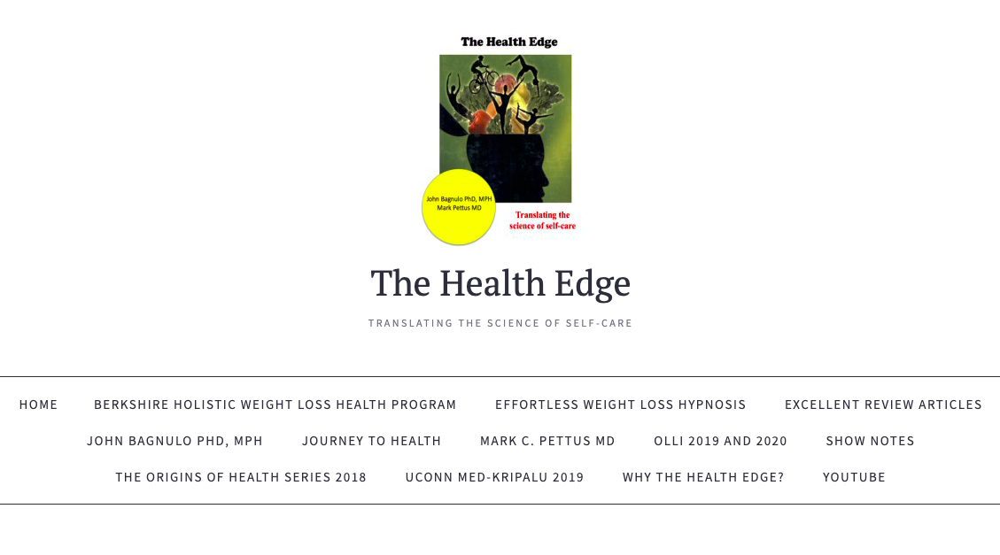 The Health Edge
John Bagnulo PhD, MPH
Mark Pettus MD
Translating the
science of self-care
The Health Edge
TRANSLATING THE SCIENCE OF SELF-CARE
HOME BERKSHIRE HOLISTIC WEIGHT LOSS HEALTH PROGRAM EFFORTLESS WEIGHT LOSS HYPNOSIS EXCELLENT REVIEW ARTICLES
JOHN BAGNULO PHD, MPH JOURNEY TO HEALTH MARK C. PETTUS MD OLLI 2019 AND 2020 SHOW NOTES
THE ORIGINS OF HEALTH SERIES 2018 UCONN MED-KRIPALU 2019 WHY THE HEALTH EDGE? YOUTUBE